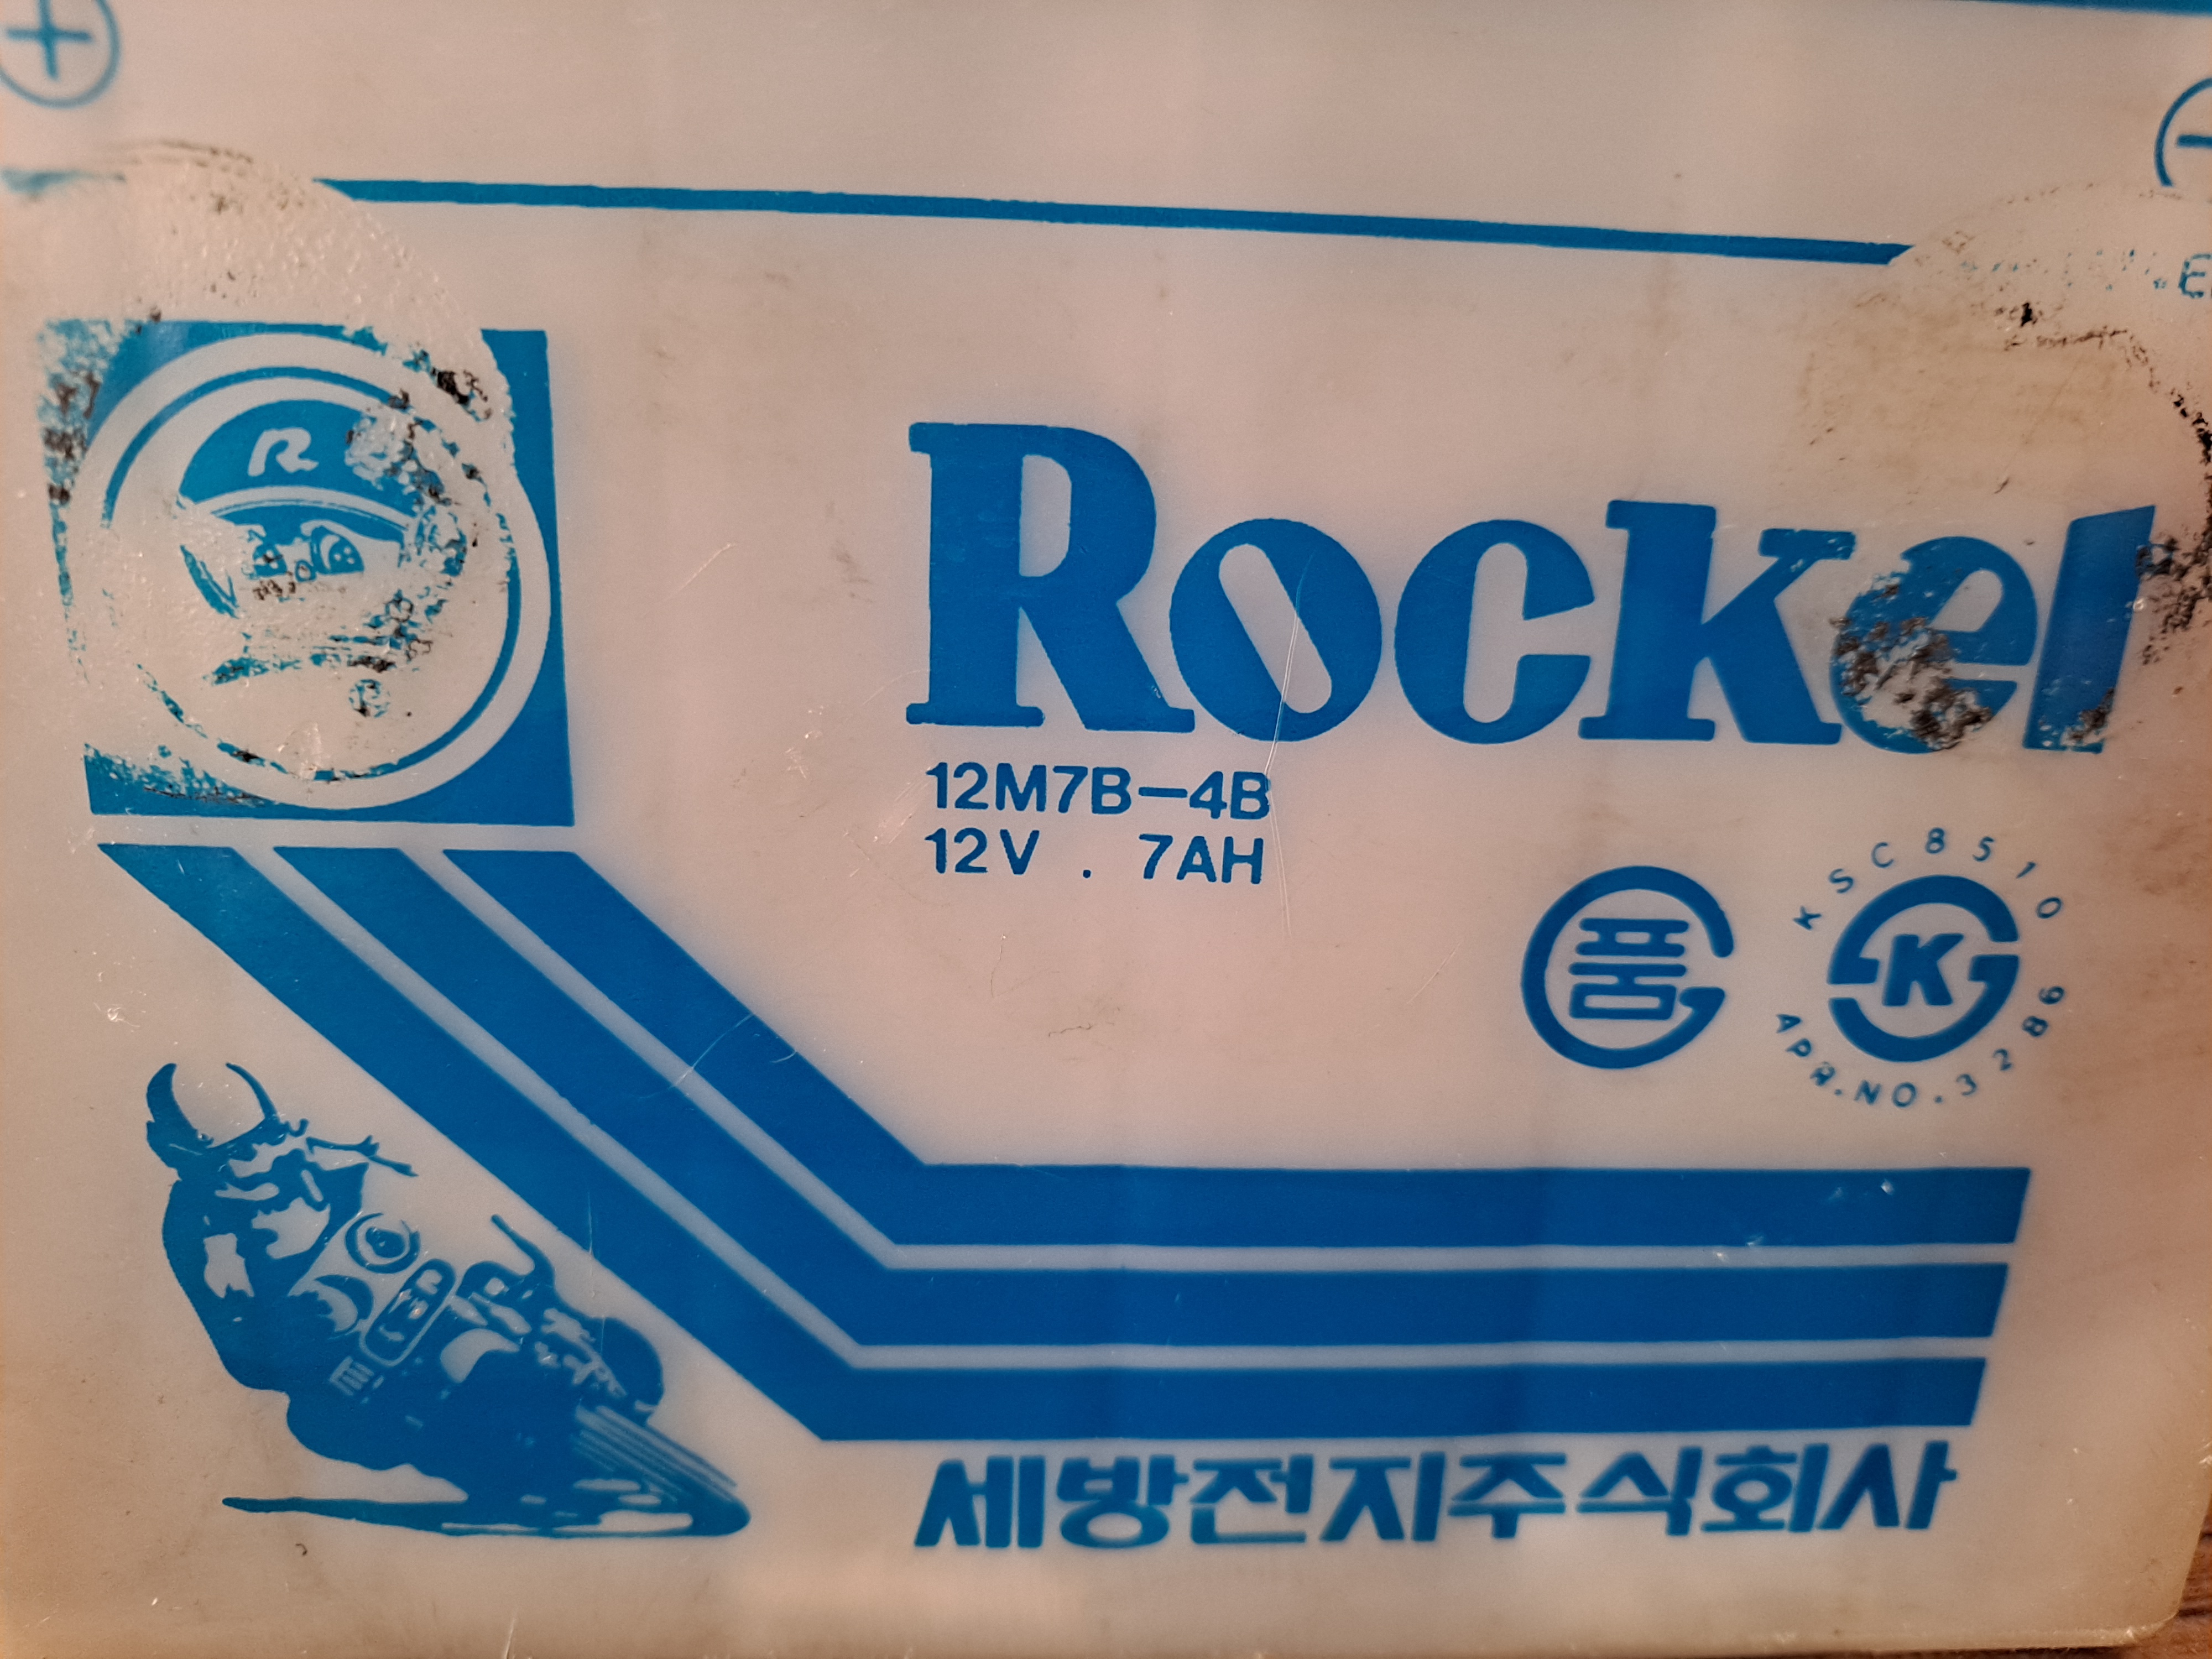 R
Rocket
12M7B-4B
12V . 7AH
품
KSC8510
K
APR.NO.3286
세방전지주식회사